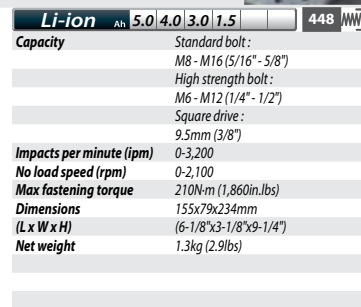 Li-ion Ah 5.0 4.0 3.0 1.5 448
Capacity Standard bolt :
M8 - M16 (5/16" - 5/8")
High strength bolt :
M6 - M12 (1/4" - 1/2")
Square drive :
9.5mm (3/8")
Impacts per minute (ipm) 0-3,200
No load speed (rpm) 0-2,100
Max fastening torque 210N·m (1,860in.lbs)
Dimensions 155x79x234mm
(L x W x H) (6-1/8"x3-1/8"x9-1/4")
Net weight 1.3kg (2.9lbs)